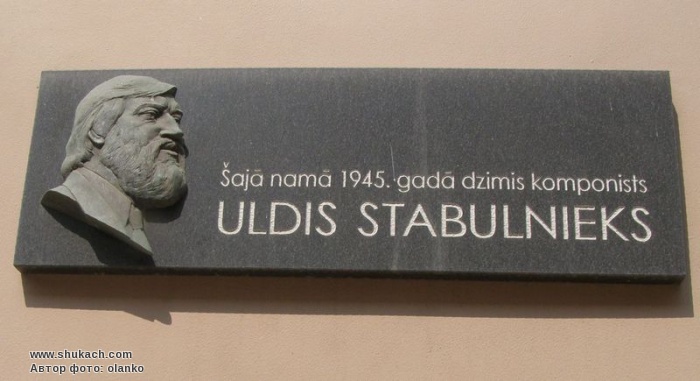 Šajā namā 1945. gadā dzimis komponists
ULDIS STABULNIEKS
www.shukach.com
Автор фото: olanko